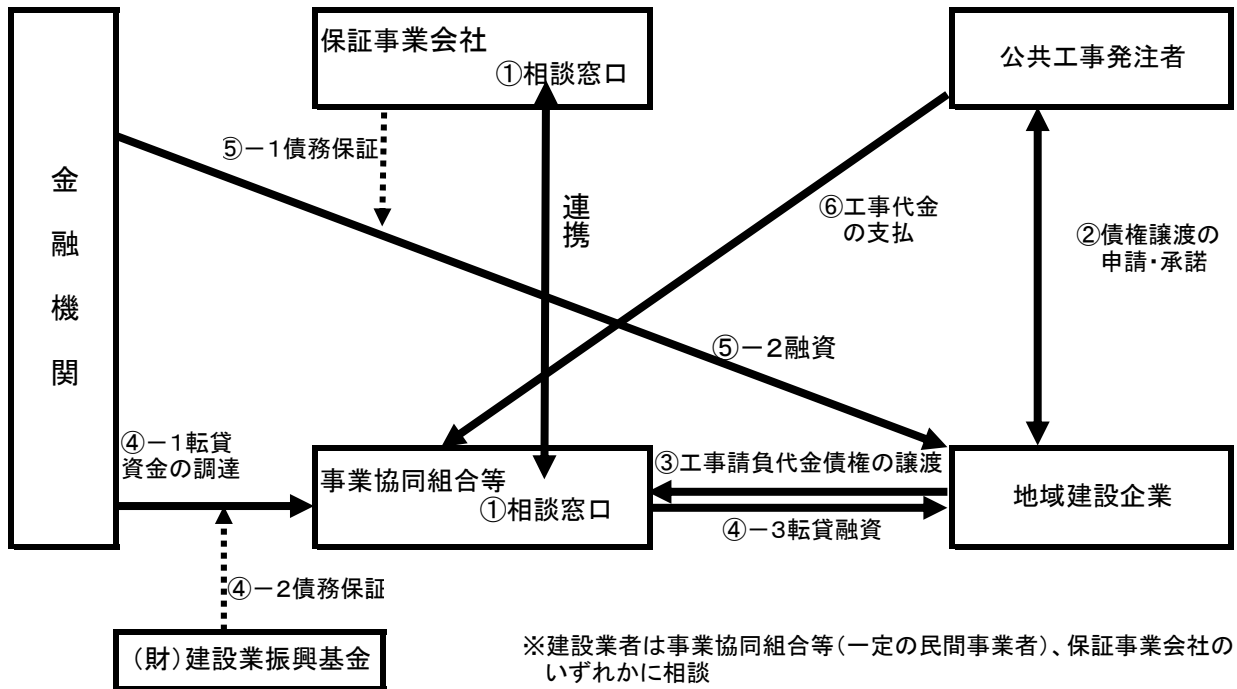 保証事業会社
①相談窓口
公共工事発注者
⑤－1債務保証
金融機関
連携
⑥工事代金
の支払
②債権譲渡の
申請・承諾
⑤－2融資
④－1転貸
資金の調達
事業協同組合等
①相談窓口
③工事請負代金債権の譲渡
地域建設企業
④－3転貸融資
④－2債務保証
(財)建設業振興基金
※建設業者は事業協同組合等(一定の民間事業者)、保証事業会社の
いずれかに相談